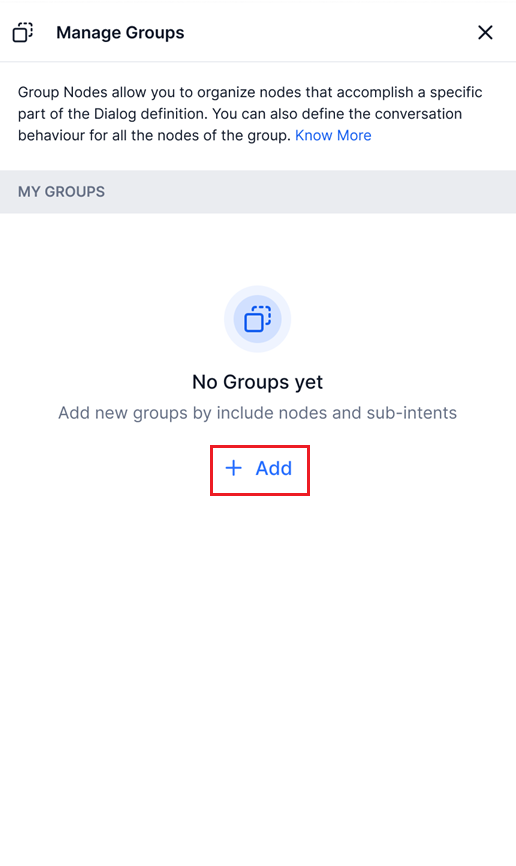 Manage Groups
Group Nodes allow you to organize nodes that accomplish a specific
part of the Dialog definition. You can also define the conversation
behaviour for all the nodes of the group. Know More
MY GROUPS
No Groups yet
Add new groups by include nodes and sub-intents
+ Add